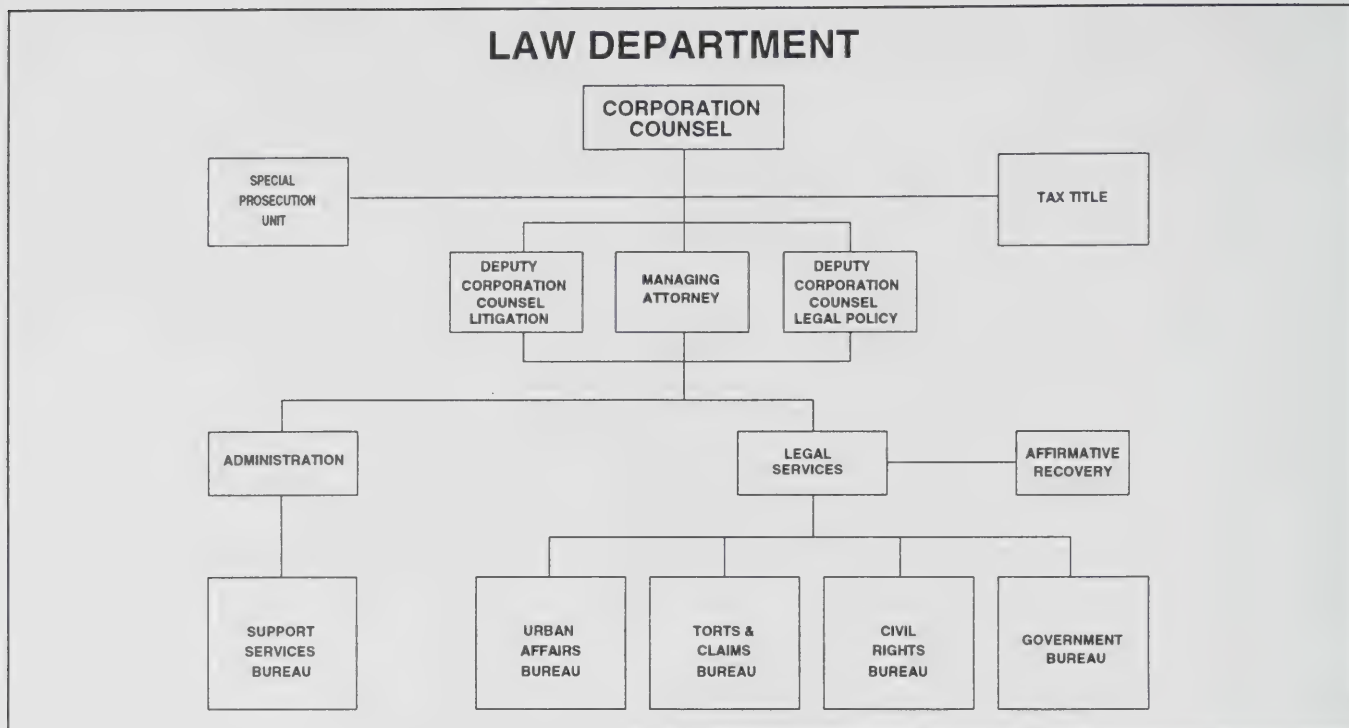 LAW DEPARTMENT
CORPORATION
COUNSEL
SPECIAL
PROSECUTION
UNIT
TAX TITLE
DEPUTY
CORPORATION
COUNSEL
LITIGATION
MANAGING
ATTORNEY
DEPUTY
CORPORATION
COUNSEL
LEGAL POLICY
ADMINISTRATION
LEGAL
SERVICES
AFFIRMATIVE
RECOVERY
SUPPORT
SERVICES
BUREAU
URBAN
AFFAIRS
BUREAU
TORTS &
CLAIMS
BUREAU
CIVIL
RIGHTS
BUREAU
GOVERNMENT
BUREAU